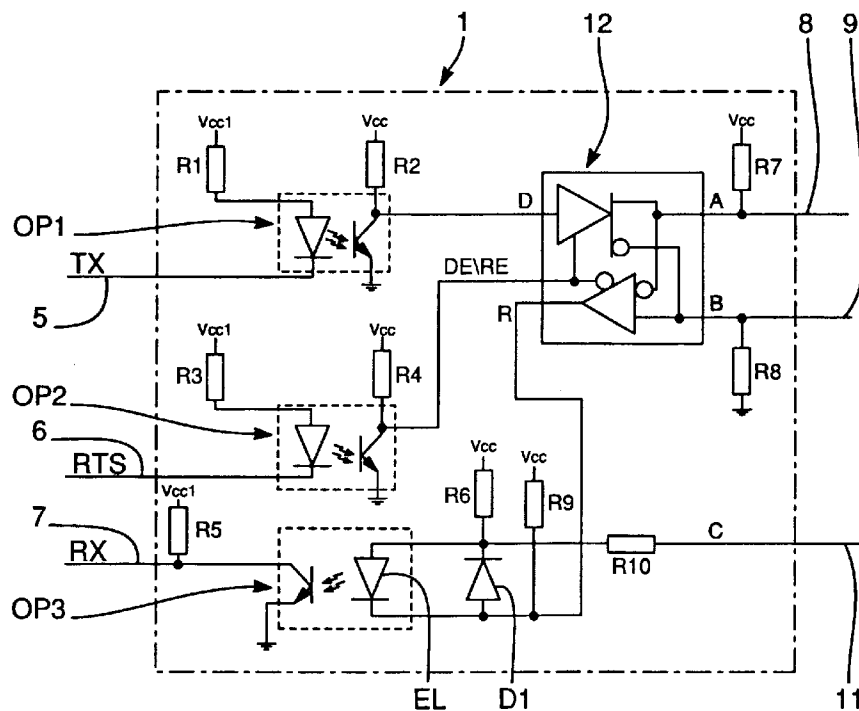 1
12
8
9
Vcc1
Vcc
Vcc
R1
R2
R7
OP1
D
A
TX
DE\RE
5
R
B
Vcc1
Vcc
R3
R4
R8
OP2
6
RTS
Vcc1
Vcc
Vcc
7
R5
R6
R9
RX
C
R10
OP3
EL
D1
11